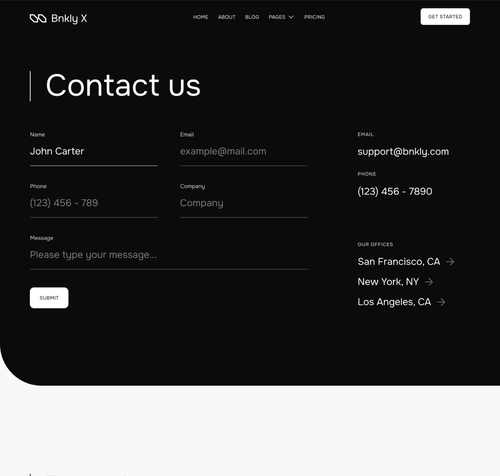 Bnkly X
HOME ABOUT BLOG PAGES PRICING
GET STARTED
Contact us
Name
John Carter
Email
example@mail.com
Phone
(123) 456 - 789
Company
Company
Message
Please type your message...
SUBMIT
EMAIL
support@bnkly.com
PHONE
(123) 456 - 7890
OUR OFFICES
San Francisco, CA
New York, NY
Los Angeles, CA